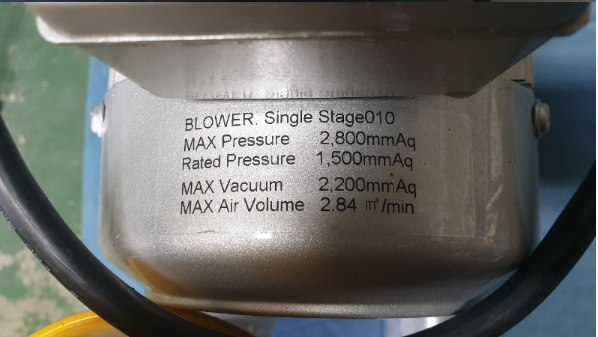 BLOWER. Single Stage010
MAX Pressure 2,800mmAq
Rated Pressure 1,500mmAq
MAX Vacuum 2,200mmAq
MAX Air Volume 2.84 ㎥/min